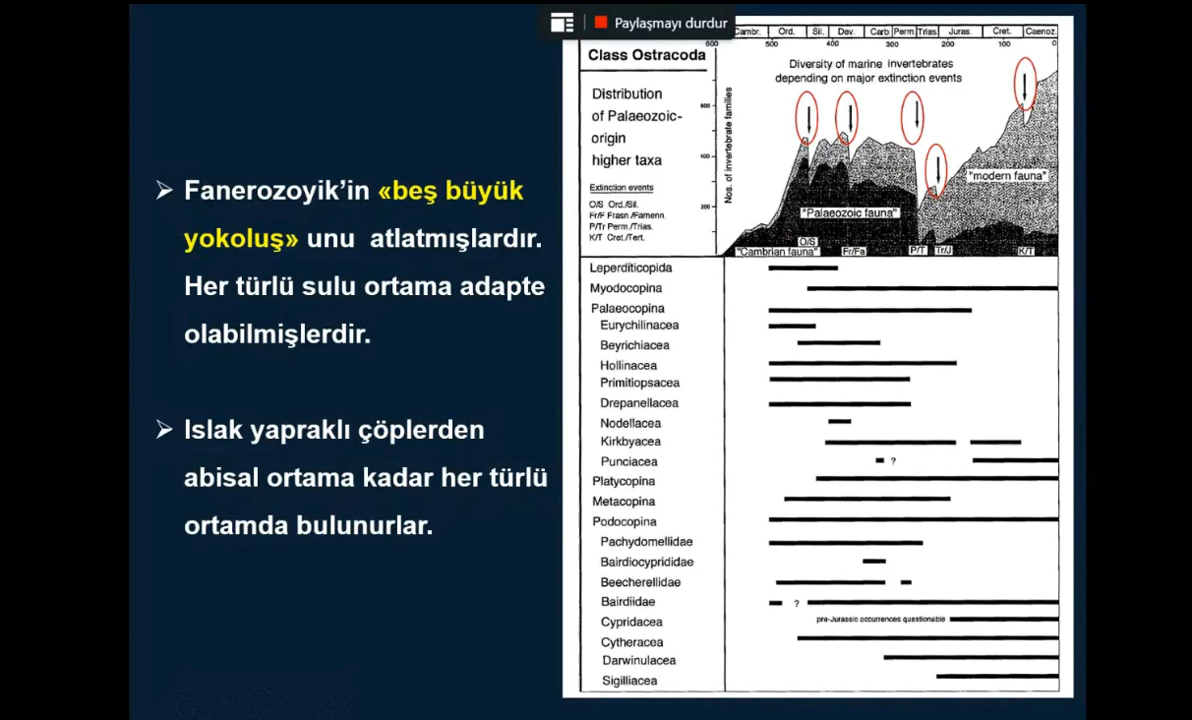 Paylaşmayı durdur
Fanerozoyik’in «beş büyük
yokoluş» unu atlatmışlardır.
Her türlü sulu ortama adapte
olabilmişlerdir.
Islak yapraklı çöplerden
abisal ortama kadar her türlü
ortamda bulunurlar.
Cambr. Ord. Sil. Dev. Carb. Perm. Trias. Juras. Cret. Caenoz.
600 500 400 300 200 100 0
Class Ostracoda
Distribution
of Palaeozoic-
origin
higher taxa
Extinction events
O/S Ord./Sil.
Fr/F Frasn./Famenn.
P/Tr Perm./Trias.
K/T Cret./Tert.
Diversity of marine invertebrates
depending on major extinction events
Nos. of invertebrate families
600
400
200
"modern fauna"
"Palaeozoic fauna"
"Cambrian fauna"
O/S
Fr/Fa
P/T
Tr/J
K/T
Leperditicopida
Myodocopina
Palaeocopina
Eurychilinacea
Beyrichiacea
Hollinacea
Primitiopsacea
Drepanellacea
Nodellacea
Kirkbyacea
Punciacea ?
Platycopina
Metacopina
Podocopina
Pachydomellidae
Bairdiocyprididae
Beecherellidae
Bairdiidae ?
Cypridacea pre-Jurassic occurrences questionable
Cytheracea
Darwinulacea
Sigilliacea